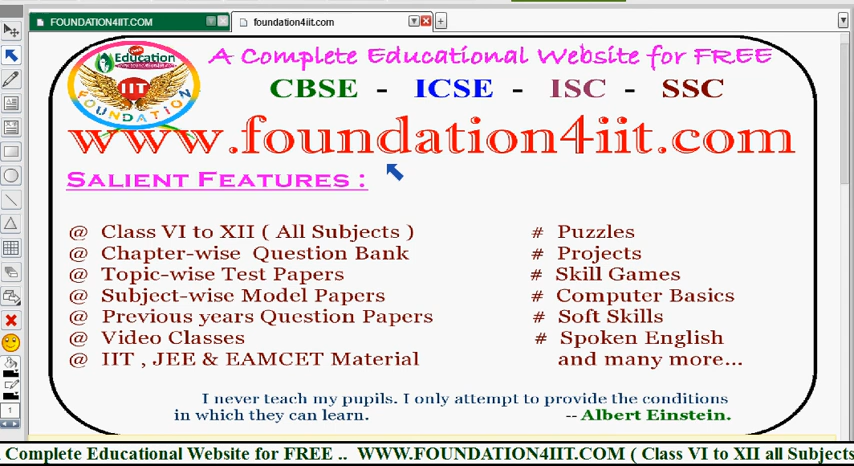 FOUNDATION4IIT.COM
foundation4iit.com
A Complete Educational Website for FREE
Education
IIT
FOUNDATION
CBSE - ICSE - ISC - SSC
www.foundation4iit.com
SALIENT FEATURES :
@ Class VI to XII ( All Subjects )
@ Chapter-wise Question Bank
@ Topic-wise Test Papers
@ Subject-wise Model Papers
@ Previous years Question Papers
@ Video Classes
@ IIT , JEE & EAMCET Material
# Puzzles
# Projects
# Skill Games
# Computer Basics
# Soft Skills
# Spoken English
and many more...
I never teach my pupils. I only attempt to provide the conditions
in which they can learn. -- Albert Einstein.
1
Complete Educational Website for FREE .. WWW.FOUNDATION4IIT.COM ( Class VI to XII all Subjects